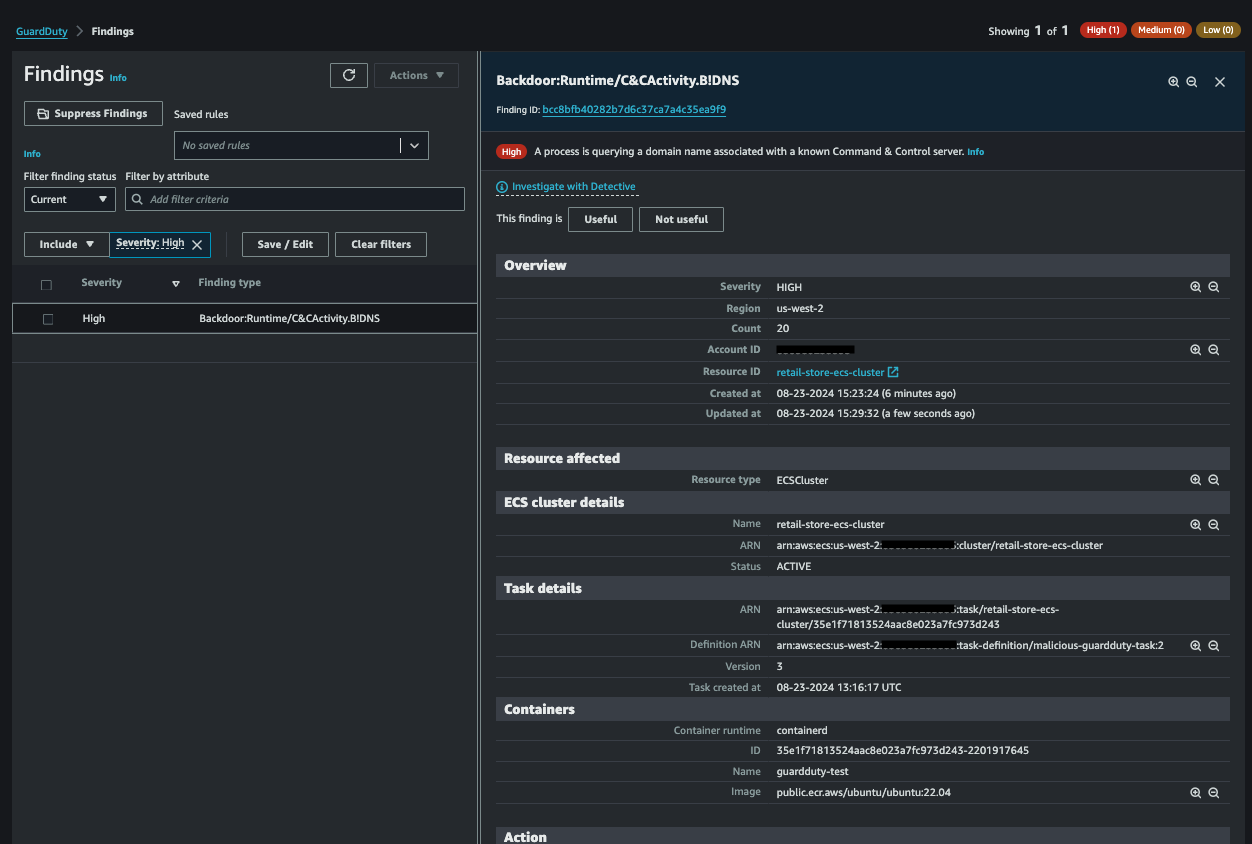 GuardDuty > Findings
Showing 1 of 1 High (1) Medium (0) Low (0)
Findings Info
Actions
Suppress Findings
Saved rules
No saved rules
Info
Filter finding status
Filter by attribute
Current
Add filter criteria
Include
Severity: High
Save / Edit
Clear filters
Severity
Finding type
High
Backdoor:Runtime/C&CActivity.B!DNS
Backdoor:Runtime/C&CActivity.B!DNS
Finding ID: bcc8bfb40282b7d6c37ca7a4c35ea9f9
High A process is querying a domain name associated with a known Command & Control server. Info
Investigate with Detective
This finding is Useful Not useful
Overview
Severity HIGH
Region us-west-2
Count 20
Account ID
Resource ID retail-store-ecs-cluster
Created at 08-23-2024 15:23:24 (6 minutes ago)
Updated at 08-23-2024 15:29:32 (a few seconds ago)
Resource affected
Resource type ECSCluster
ECS cluster details
Name retail-store-ecs-cluster
ARN arn:aws:ecs:us-west-2: :cluster/retail-store-ecs-cluster
Status ACTIVE
Task details
ARN arn:aws:ecs:us-west-2: :task/retail-store-ecs-
cluster/35e1f71813524aac8e023a7fc973d243
Definition ARN arn:aws:ecs:us-west-2: :task-definition/malicious-guardduty-task:2
Version 3
Task created at 08-23-2024 13:16:17 UTC
Containers
Container runtime containerd
ID 35e1f71813524aac8e023a7fc973d243-2201917645
Name guardduty-test
Image public.ecr.aws/ubuntu/ubuntu:22.04
Action